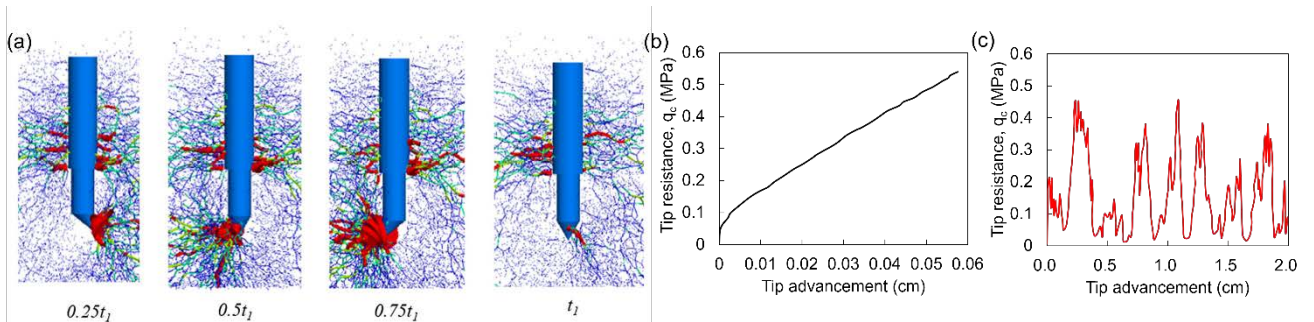 (a)
0.25t₁
0.5t₁
0.75t₁
t₁
(b)
Tip resistance, q_c (MPa)
0.6
0.5
0.4
0.3
0.2
0.1
0
0
0.01
0.02
0.03
0.04
0.05
0.06
Tip advancement (cm)
(c)
Tip resistance, q_c (MPa)
0.6
0.5
0.4
0.3
0.2
0.1
0
0.0
0.5
1.0
1.5
2.0
Tip advancement (cm)